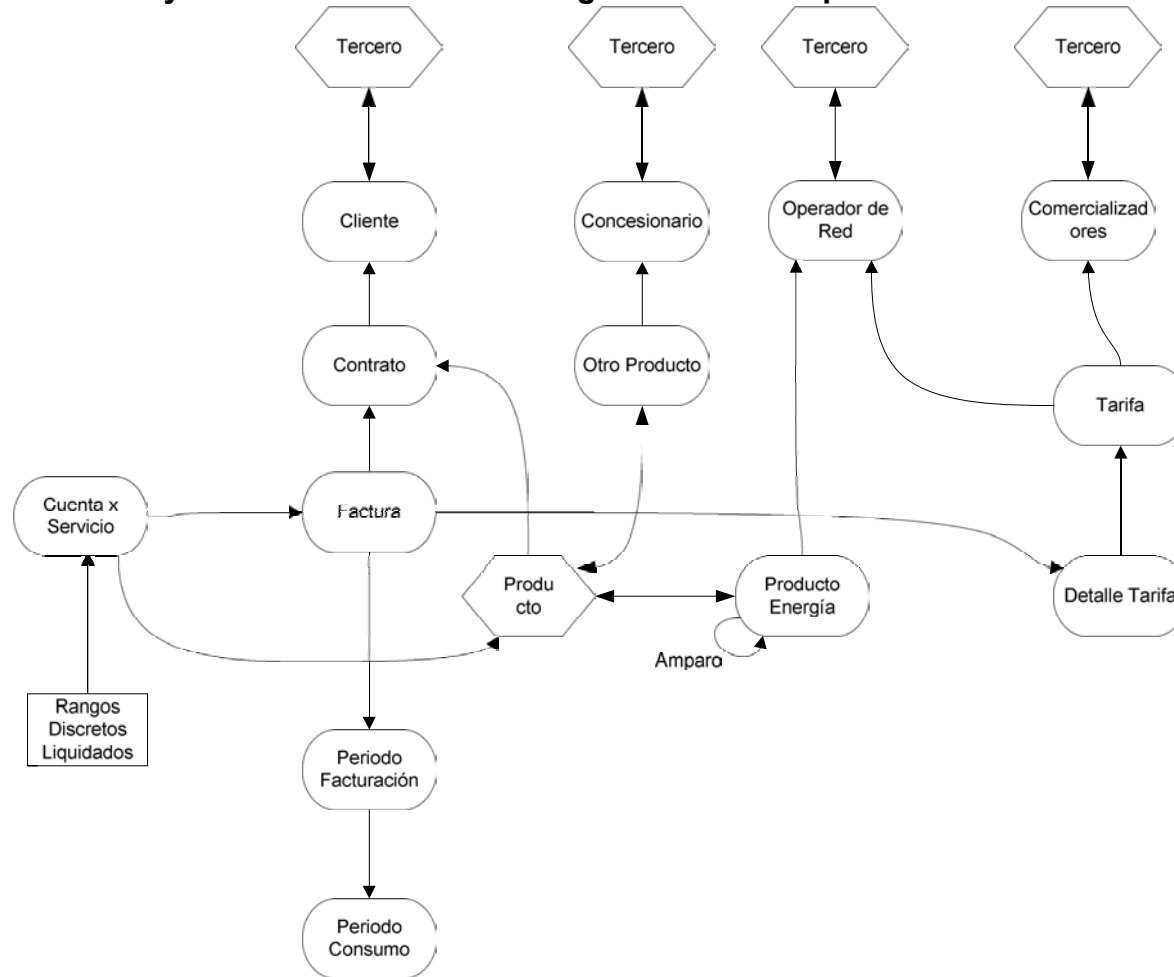 Tercero
Tercero
Tercero
Tercero
Cliente
Concesionario
Operador de
Red
Comercializad
ores
Contrato
Otro Producto
Tarifa
Cuenta x
Servicio
Factura
Produ
cto
Producto
Energía
Detalle Tarifa
Amparo
Rangos
Discretos
Liquidados
Periodo
Facturación
Periodo
Consumo